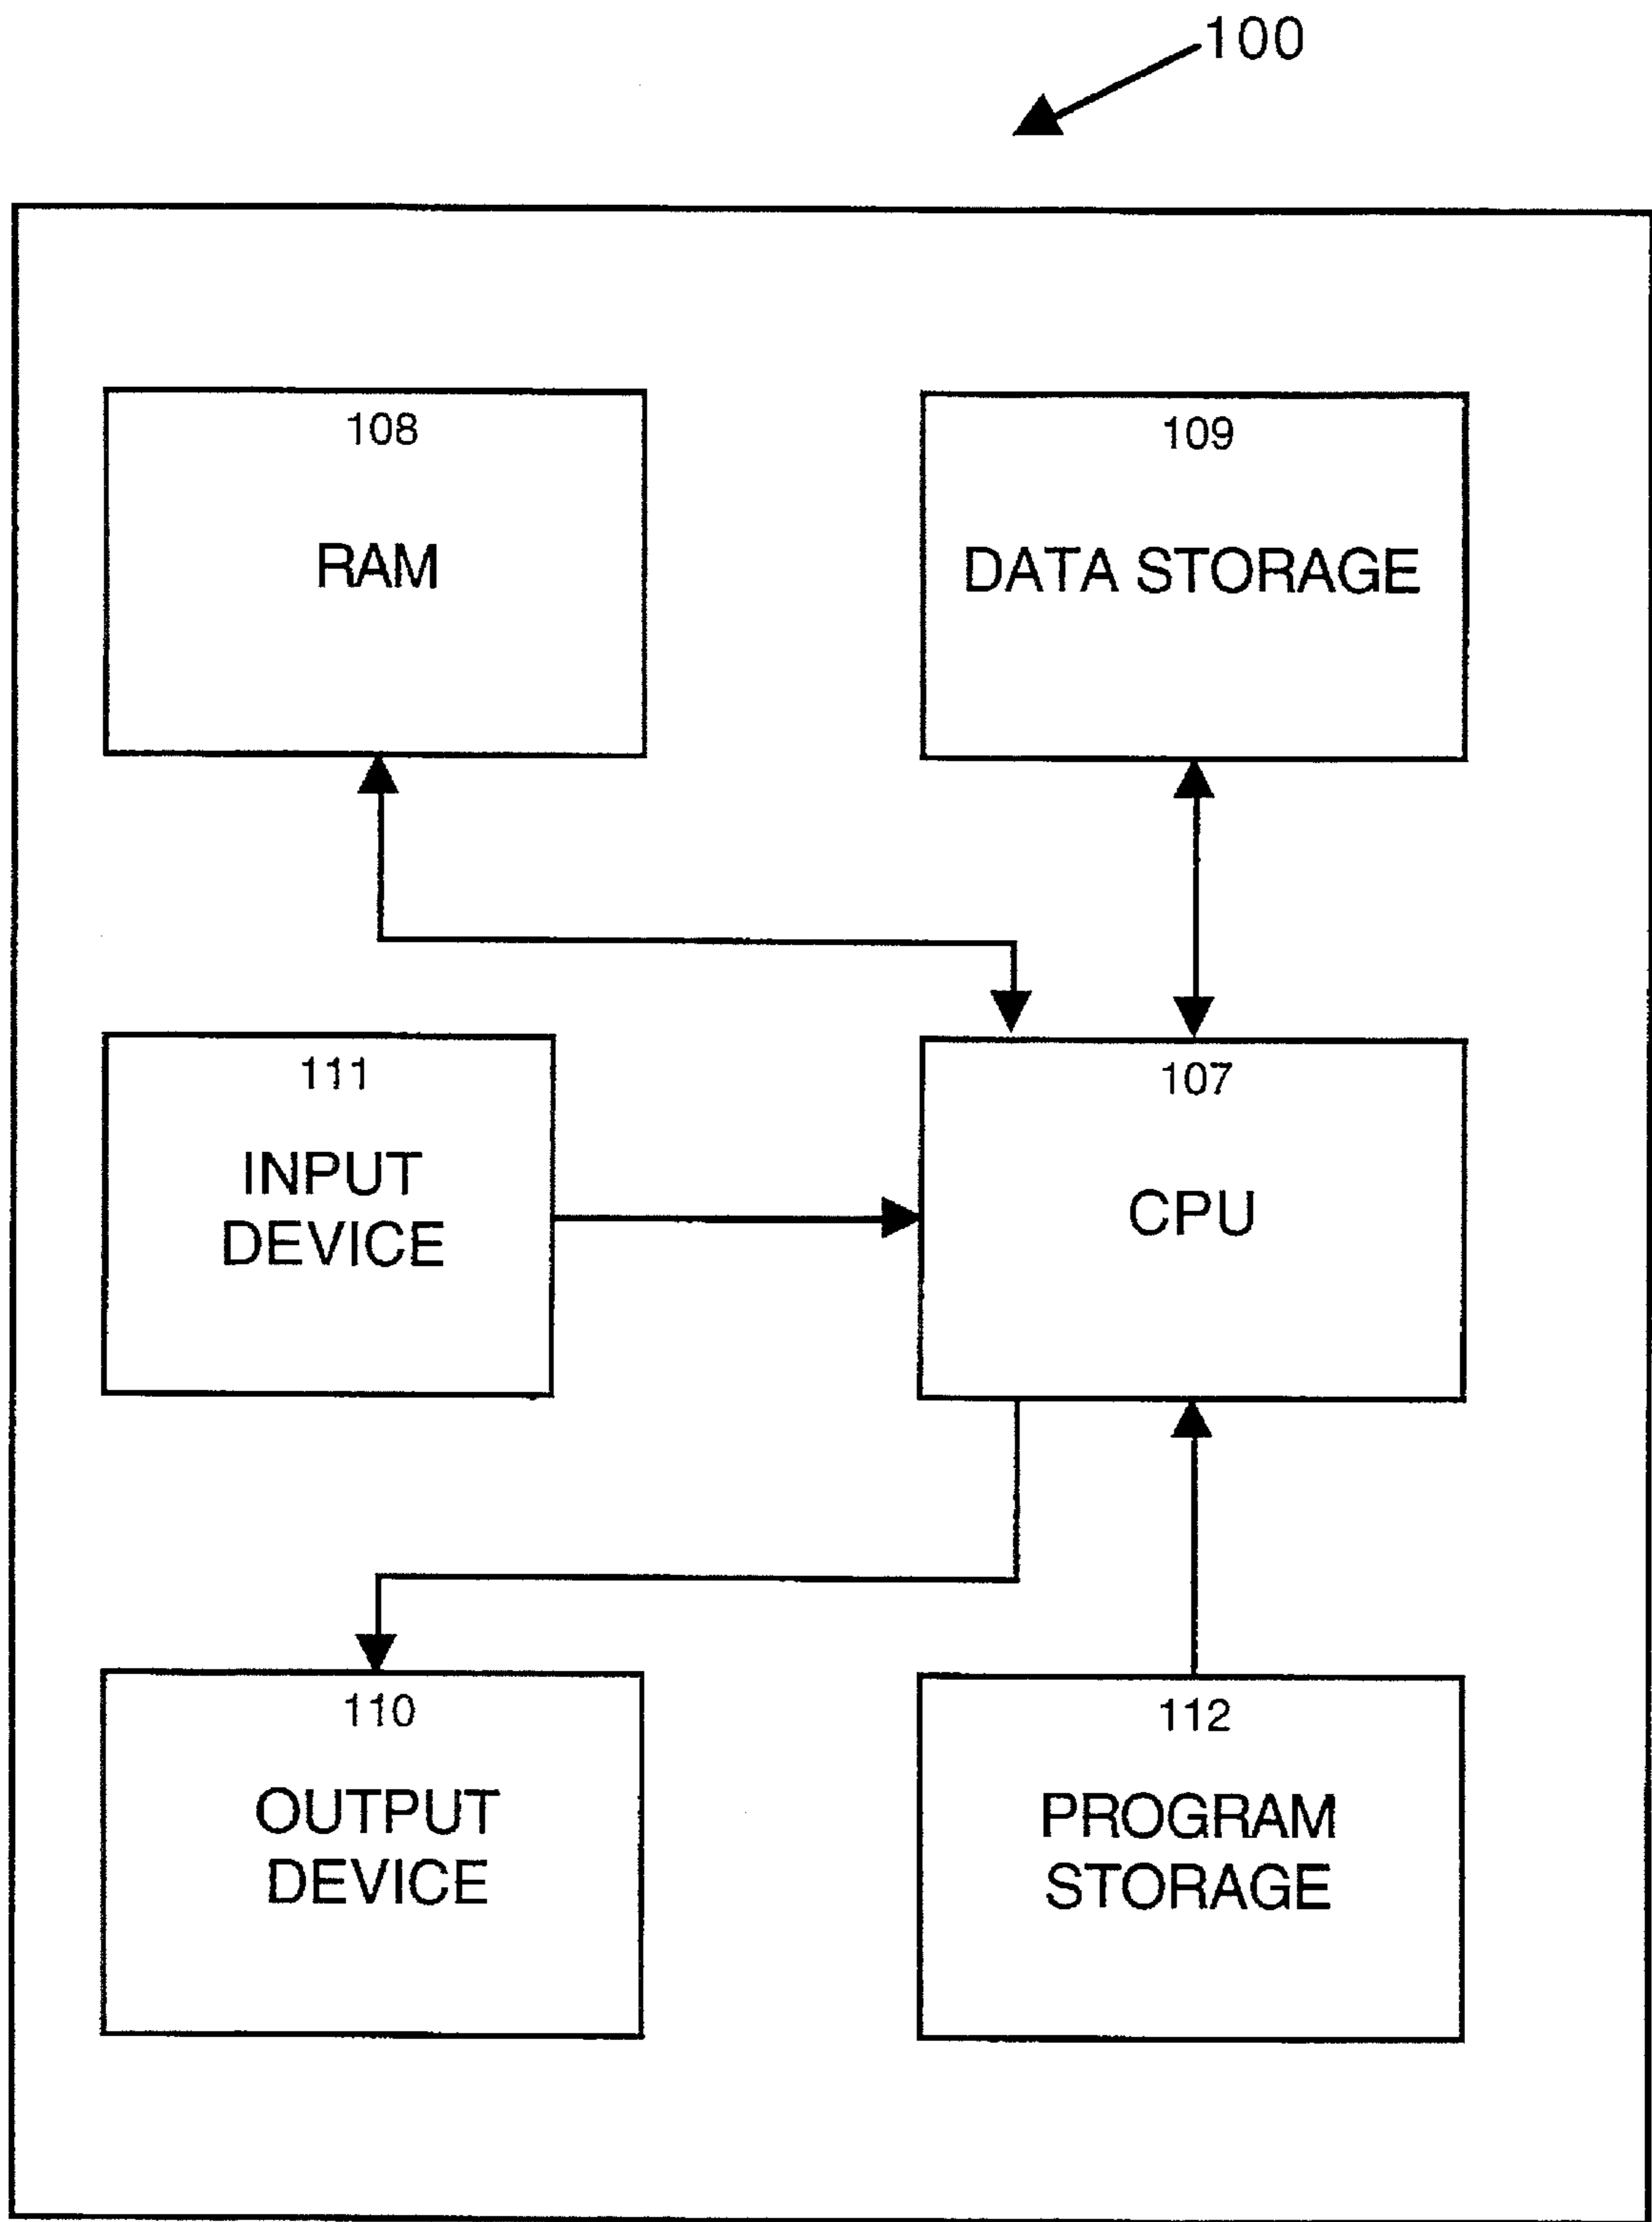 100
108
RAM
109
DATA STORAGE
111
INPUT
DEVICE
107
CPU
110
OUTPUT
DEVICE
112
PROGRAM
STORAGE